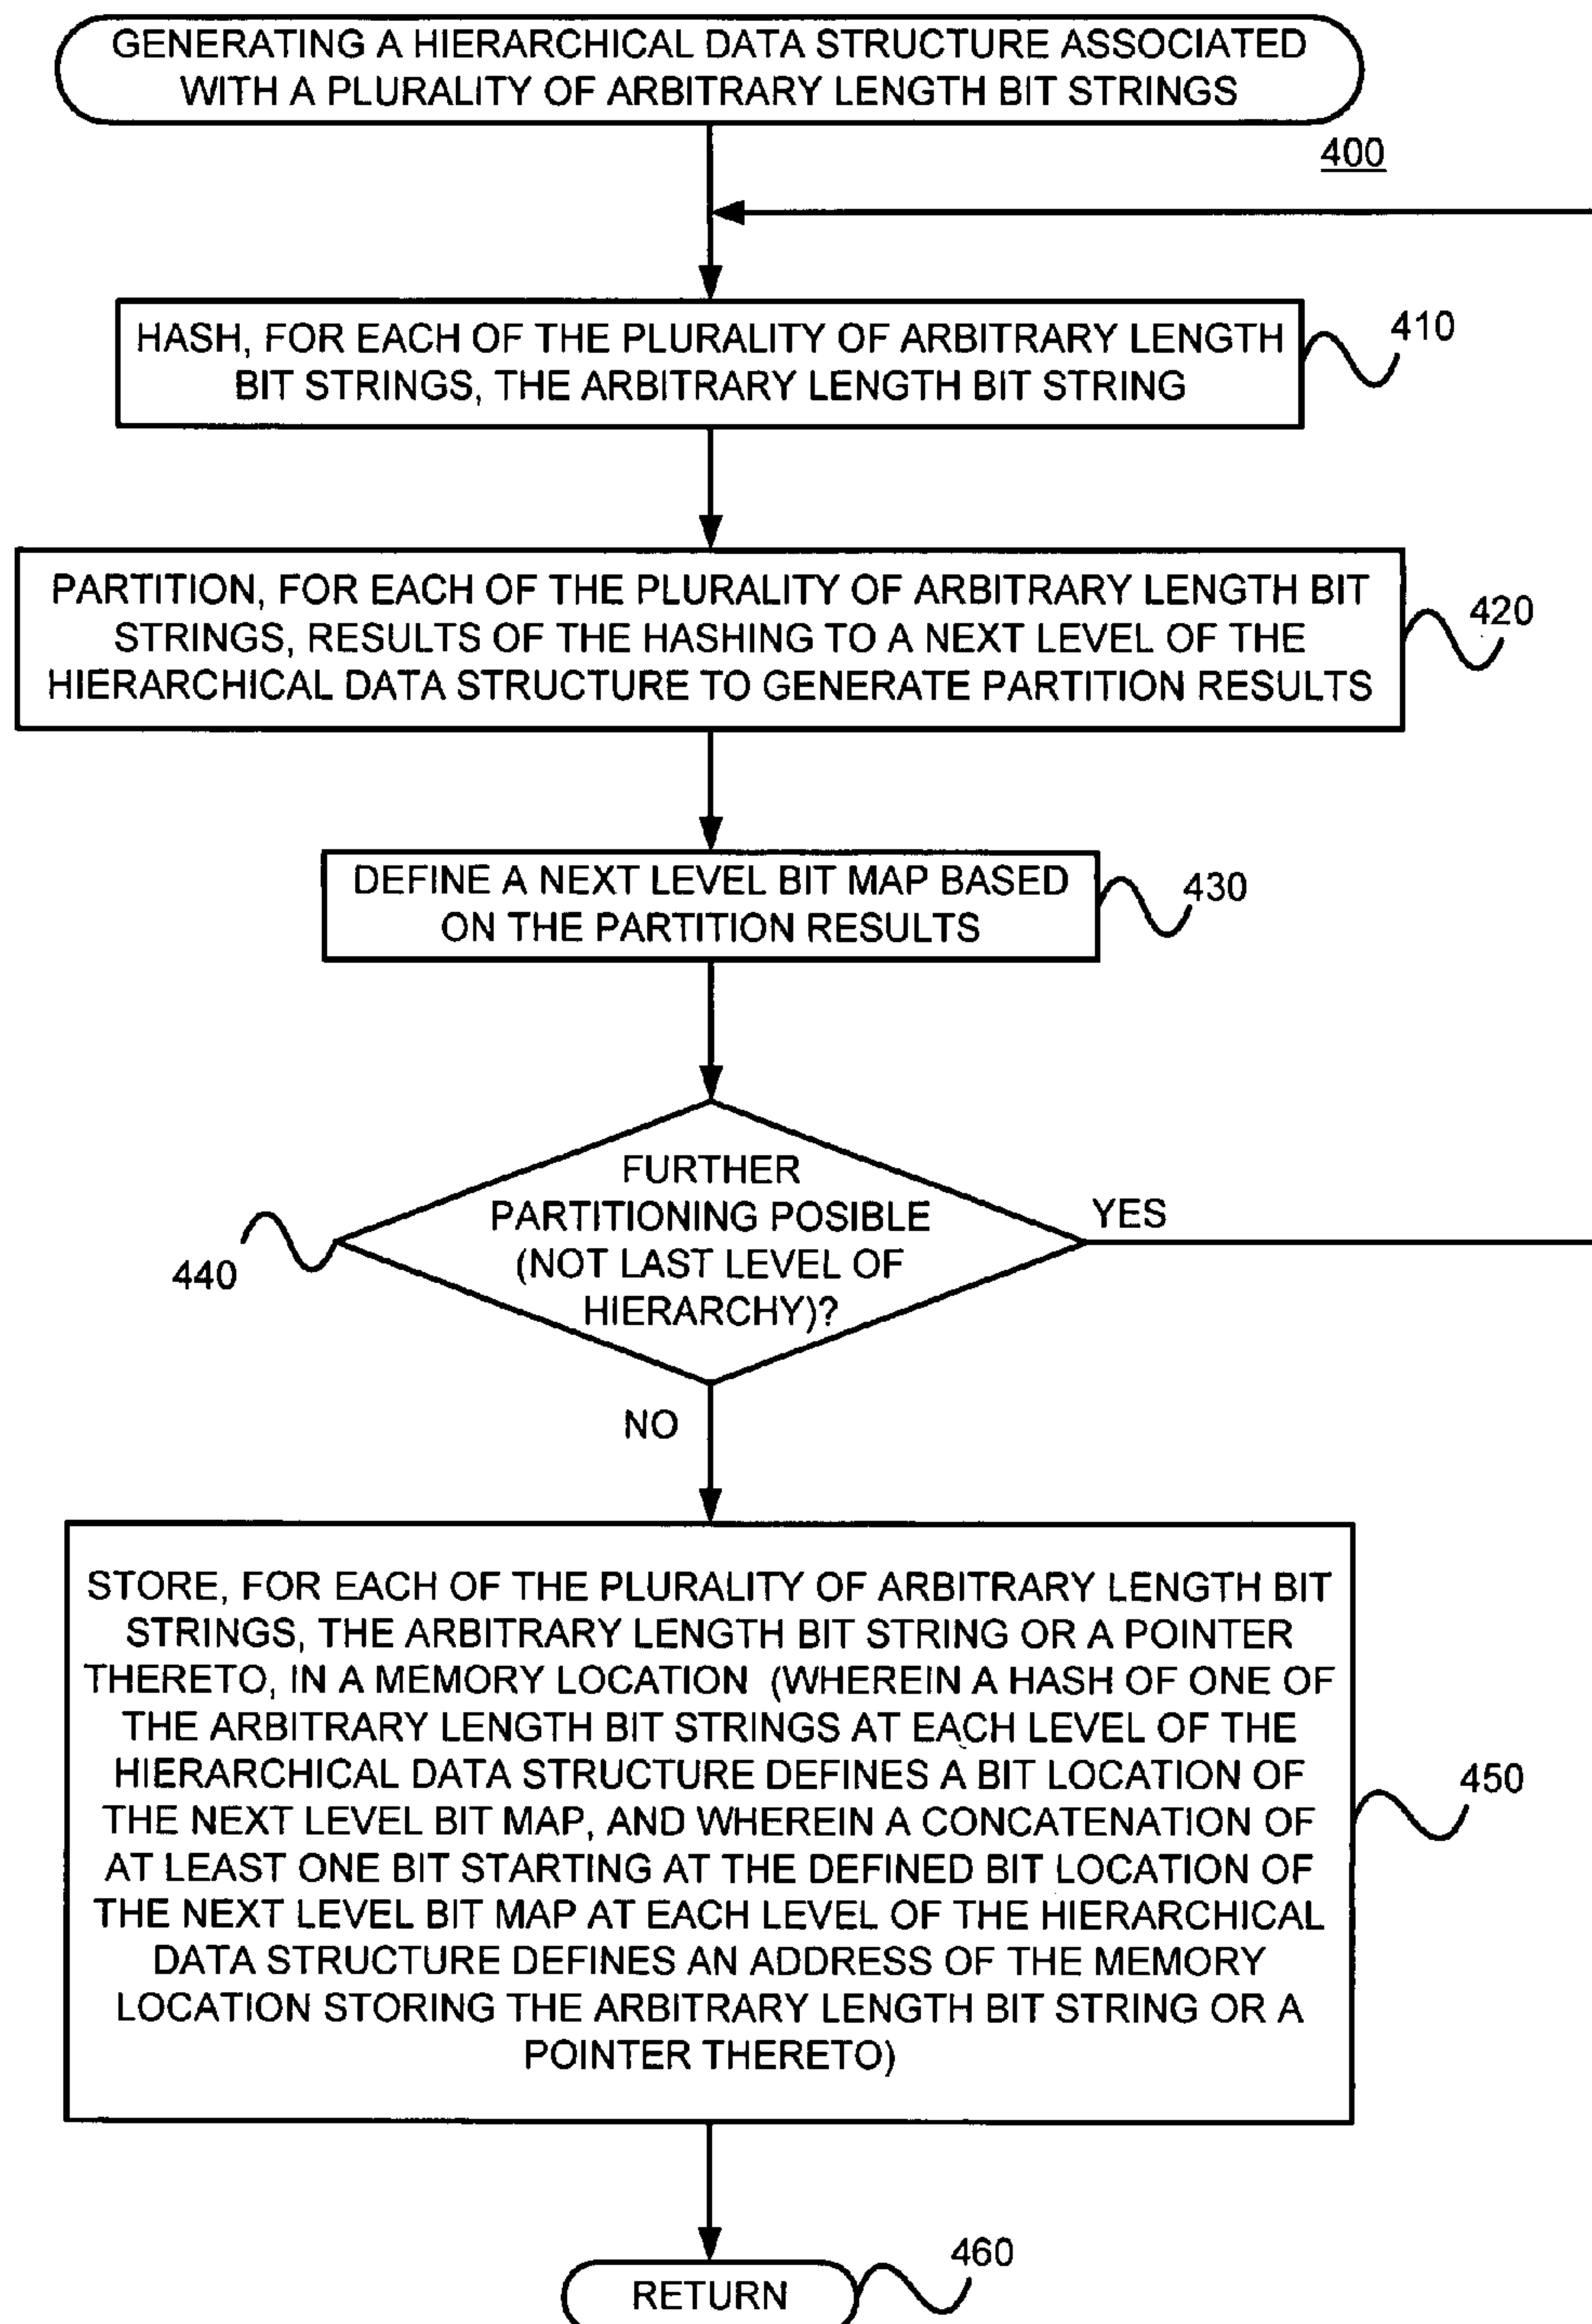 GENERATING A HIERARCHICAL DATA STRUCTURE ASSOCIATED
WITH A PLURALITY OF ARBITRARY LENGTH BIT STRINGS
400
HASH, FOR EACH OF THE PLURALITY OF ARBITRARY LENGTH
BIT STRINGS, THE ARBITRARY LENGTH BIT STRING
410
PARTITION, FOR EACH OF THE PLURALITY OF ARBITRARY LENGTH BIT
STRINGS, RESULTS OF THE HASHING TO A NEXT LEVEL OF THE
HIERARCHICAL DATA STRUCTURE TO GENERATE PARTITION RESULTS
420
DEFINE A NEXT LEVEL BIT MAP BASED
ON THE PARTITION RESULTS
430
FURTHER
PARTITIONING POSIBLE
(NOT LAST LEVEL OF
HIERARCHY)?
YES
440
NO
STORE, FOR EACH OF THE PLURALITY OF ARBITRARY LENGTH BIT
STRINGS, THE ARBITRARY LENGTH BIT STRING OR A POINTER
THERETO, IN A MEMORY LOCATION (WHEREIN A HASH OF ONE OF
THE ARBITRARY LENGTH BIT STRINGS AT EACH LEVEL OF THE
HIERARCHICAL DATA STRUCTURE DEFINES A BIT LOCATION OF
THE NEXT LEVEL BIT MAP, AND WHEREIN A CONCATENATION OF
AT LEAST ONE BIT STARTING AT THE DEFINED BIT LOCATION OF
THE NEXT LEVEL BIT MAP AT EACH LEVEL OF THE HIERARCHICAL
DATA STRUCTURE DEFINES AN ADDRESS OF THE MEMORY
LOCATION STORING THE ARBITRARY LENGTH BIT STRING OR A
POINTER THERETO)
450
RETURN
460